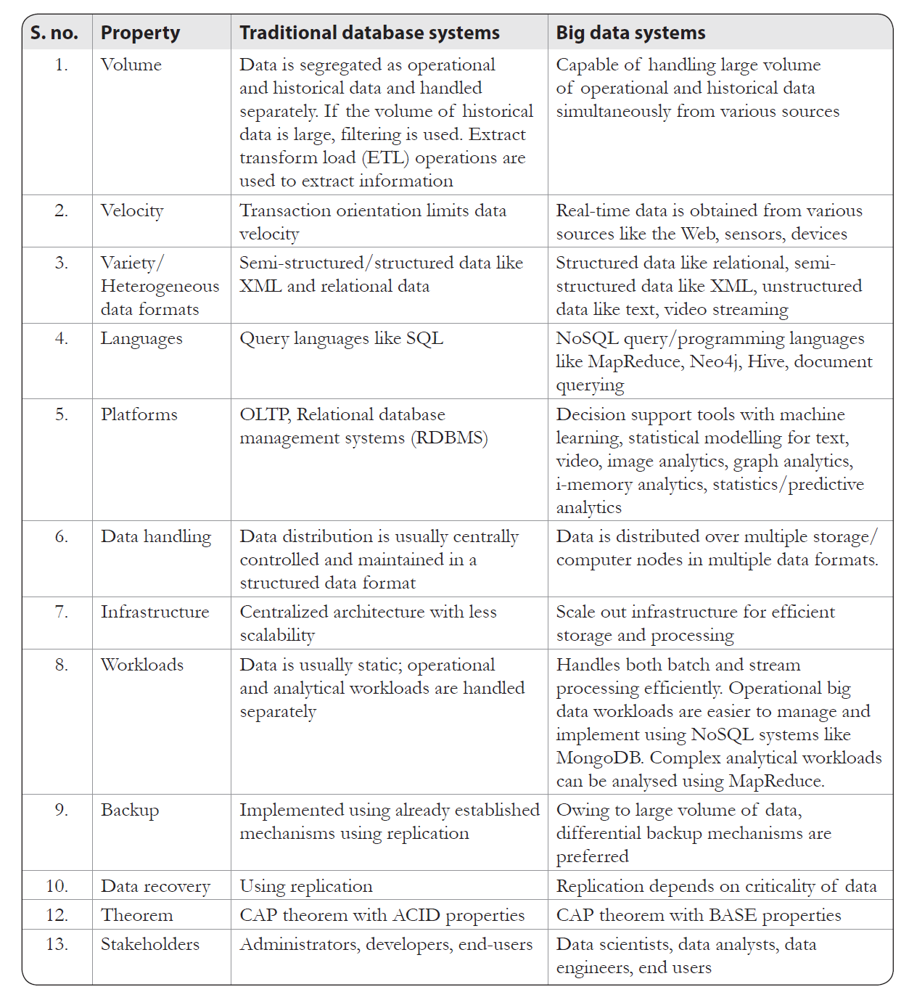 S. no. Property Traditional database systems Big data systems
1. Volume Data is segregated as operational Capable of handling large volume
and historical data and handled of operational and historical data
separately. If the volume of historical simultaneously from various sources
data is large, filtering is used. Extract
transform load (ETL) operations are
used to extract information
2. Velocity Transaction orientation limits data Real-time data is obtained from various
velocity sources like the Web, sensors, devices
3. Variety/ Semi-structured/structured data like Structured data like relational, semi-
Heterogeneous XML and relational data structured data like XML, unstructured
data formats data like text, video streaming
4. Languages Query languages like SQL NoSQL query/programming languages
like MapReduce, Neo4j, Hive, document
querying
5. Platforms OLTP, Relational database Decision support tools with machine
management systems (RDBMS) learning, statistical modelling for text,
video, image analytics, graph analytics,
i-memory analytics, statistics/predictive
analytics
6. Data handling Data distribution is usually centrally Data is distributed over multiple storage/
controlled and maintained in a computer nodes in multiple data formats.
structured data format
7. Infrastructure Centralized architecture with less Scale out infrastructure for efficient
scalability storage and processing
8. Workloads Data is usually static; operational Handles both batch and stream
and analytical workloads are handled processing efficiently. Operational big
separately data workloads are easier to manage and
implement using NoSQL systems like
MongoDB. Complex analytical workloads
can be analysed using MapReduce.
9. Backup Implemented using already established Owing to large volume of data,
mechanisms using replication differential backup mechanisms are
preferred
10. Data recovery Using replication Replication depends on criticality of data
12. Theorem CAP theorem with ACID properties CAP theorem with BASE properties
13. Stakeholders Administrators, developers, end-users Data scientists, data analysts, data
engineers, end users